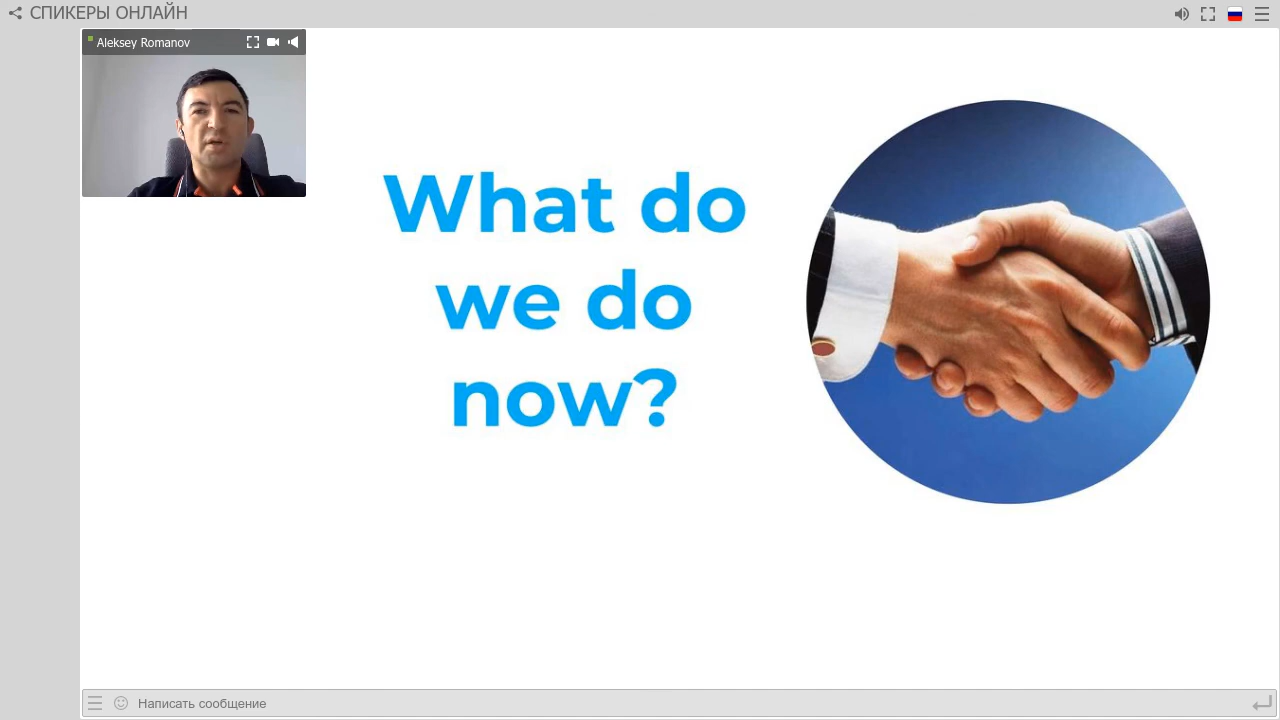 СПИКЕРЫ ОНЛАЙН
Aleksey Romanov
What do
we do
now?
Написать сообщение